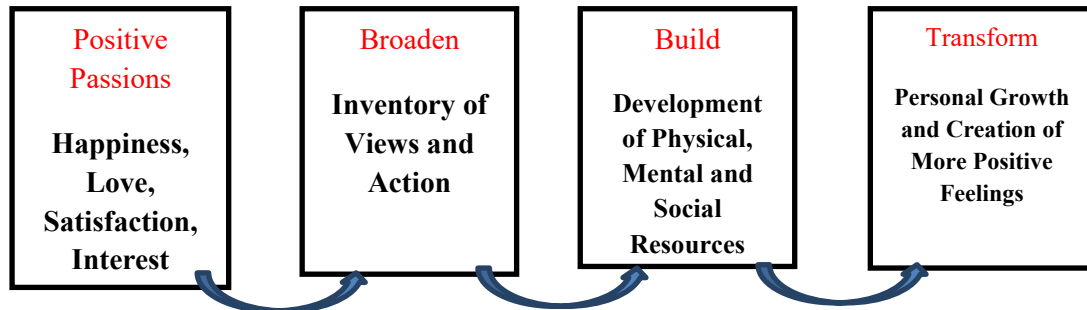 Positive
Passions
Happiness,
Love,
Satisfaction,
Interest
Broaden
Inventory of
Views and
Action
Build
Development
of Physical,
Mental and
Social
Resources
Transform
Personal Growth
and Creation of
More Positive
Feelings